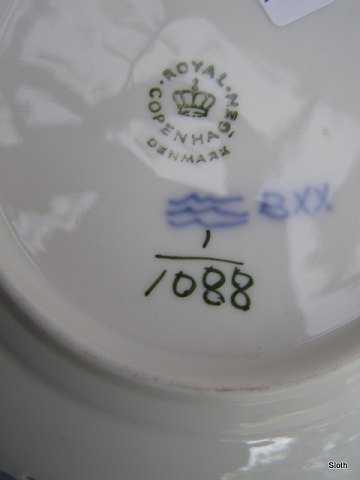 ROYAL
COPENHAGEN
DENMARK
BXX
1
1088
Sloth